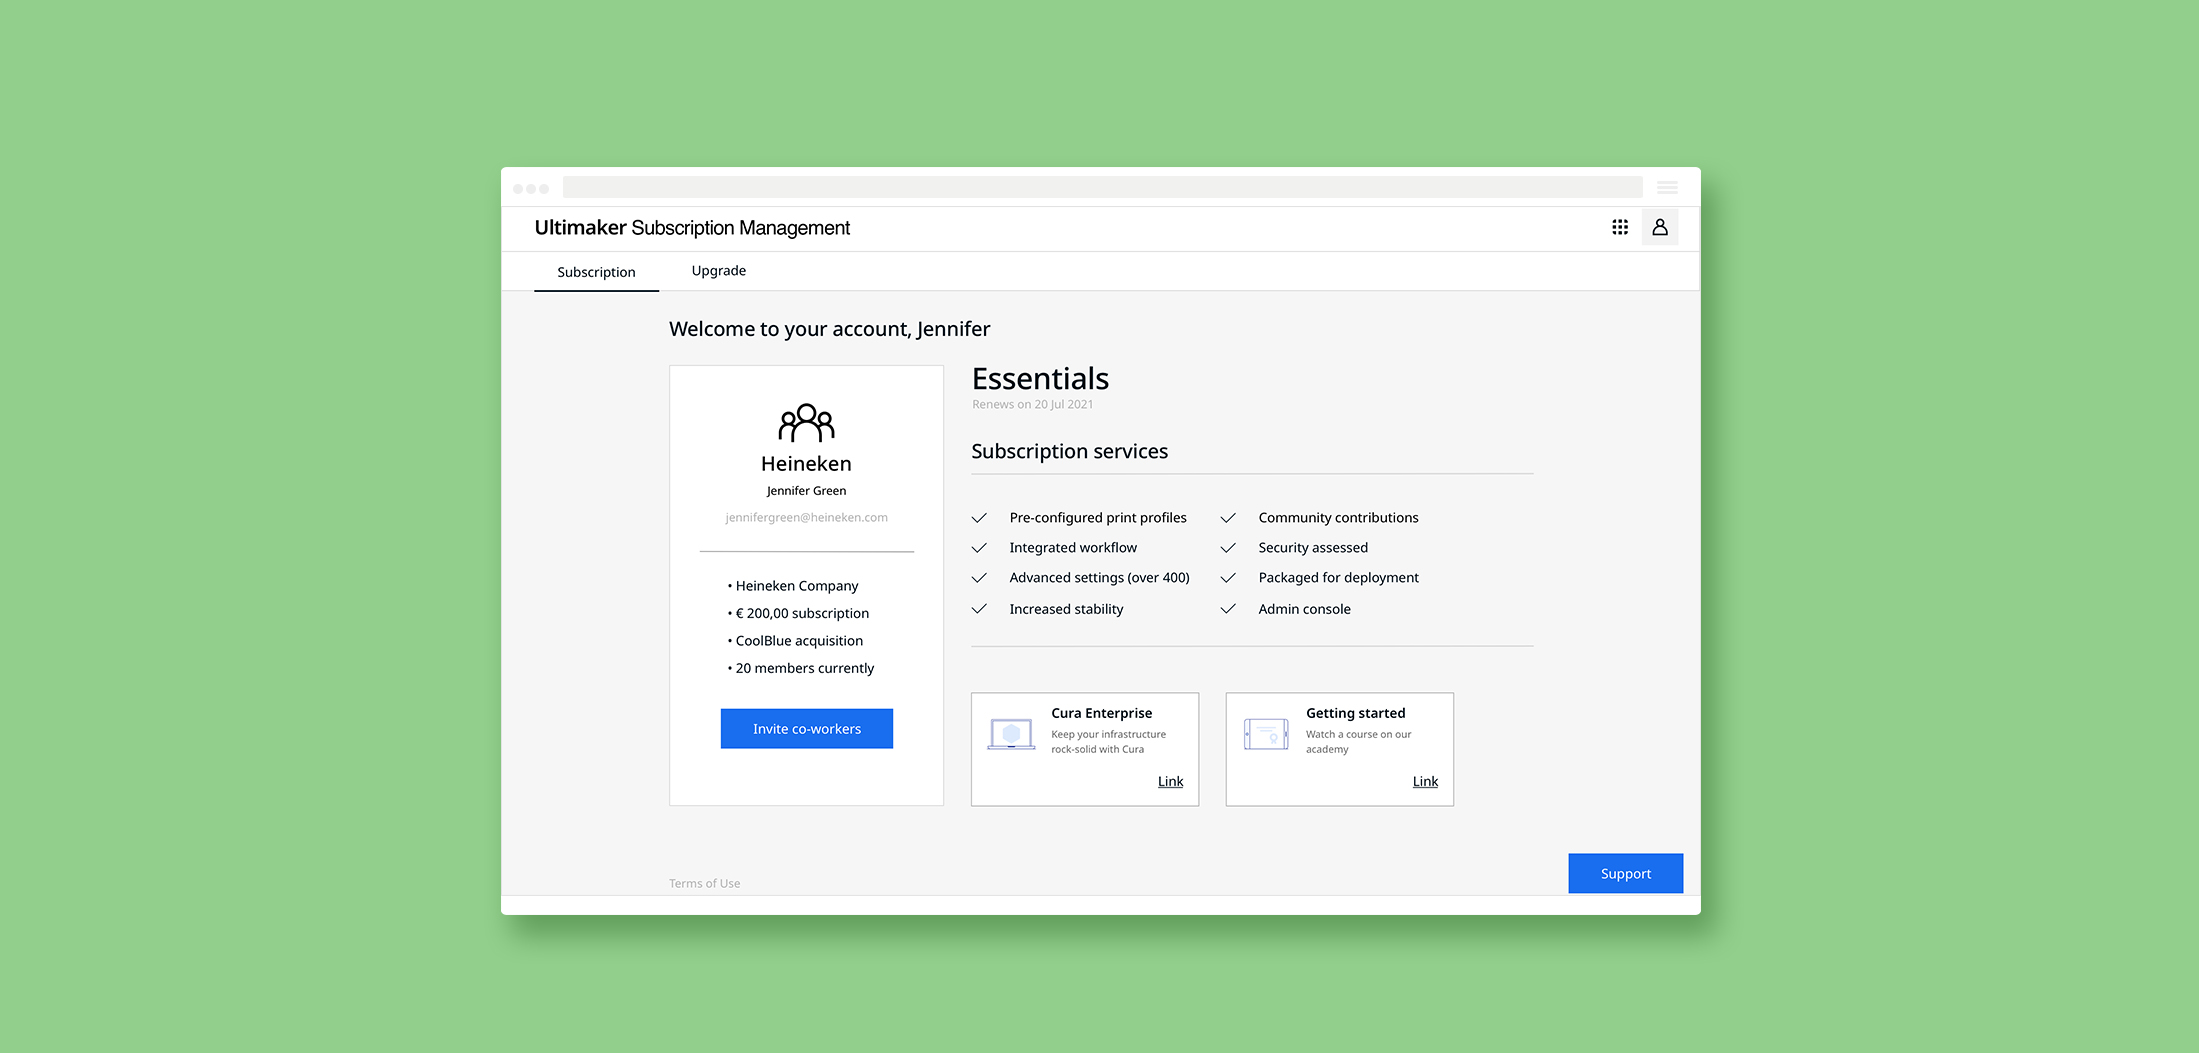 Ultimaker Subscription Management
Subscription
Upgrade
Welcome to your account, Jennifer
Heineken
Jennifer Green
jennifergreen@heineken.com
• Heineken Company
• € 200,00 subscription
• CoolBlue acquisition
• 20 members currently
Invite co-workers
Essentials
Renews on 20 Jul 2021
Subscription services
Pre-configured print profiles
Integrated workflow
Advanced settings (over 400)
Increased stability
Community contributions
Security assessed
Packaged for deployment
Admin console
Cura Enterprise
Keep your infrastructure
rock-solid with Cura
Link
Getting started
Watch a course on our
academy
Link
Terms of Use
Support